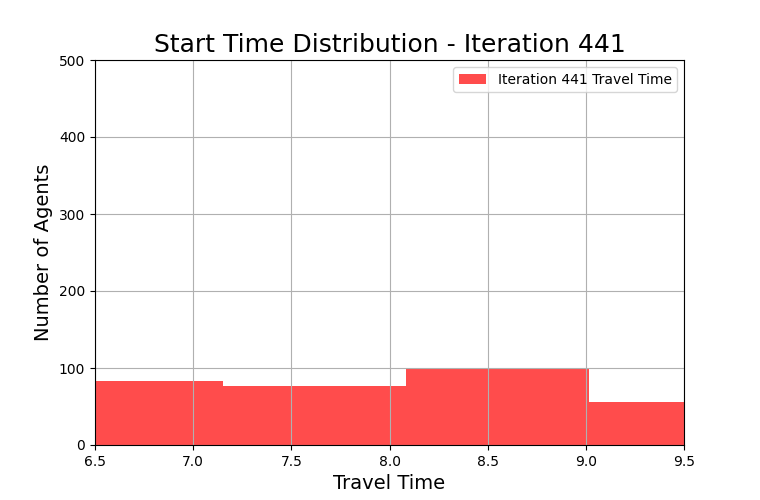 Start Time Distribution - Iteration 441
Iteration 441 Travel Time
Number of Agents
500
400
300
200
100
0
6.5 7.0 7.5 8.0 8.5 9.0 9.5
Travel Time